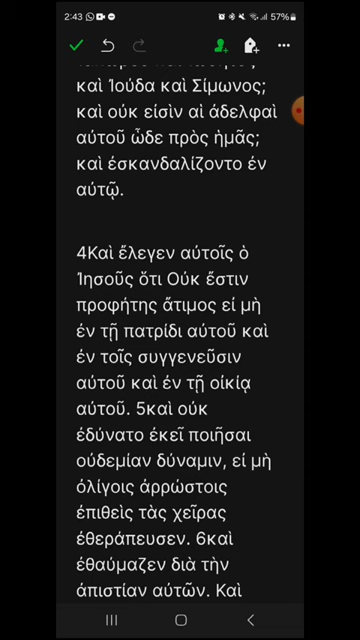 2:43
57%
καὶ Ἰούδα καὶ Σίμωνος;
καὶ οὐκ εἰσὶν αἱ ἀδελφαὶ
αὐτοῦ ὧδε πρὸς ἡμᾶς;
καὶ ἐσκανδαλίζοντο ἐν
αὐτῷ.
4Καὶ ἔλεγεν αὐτοῖς ὁ
Ἰησοῦς ὅτι Οὐκ ἔστιν
προφήτης ἄτιμος εἰ μὴ
ἐν τῇ πατρίδι αὐτοῦ καὶ
ἐν τοῖς συγγενεῦσιν
αὐτοῦ καὶ ἐν τῇ οἰκίᾳ
αὐτοῦ. 5καὶ οὐκ
ἐδύνατο ἐκεῖ ποιῆσαι
οὐδεμίαν δύναμιν, εἰ μὴ
ὀλίγοις ἀρρώστοις
ἐπιθεὶς τὰς χεῖρας
ἐθεράπευσεν. 6καὶ
ἐθαύμαζεν διὰ τὴν
ἀπιστίαν αὐτῶν. Καὶ